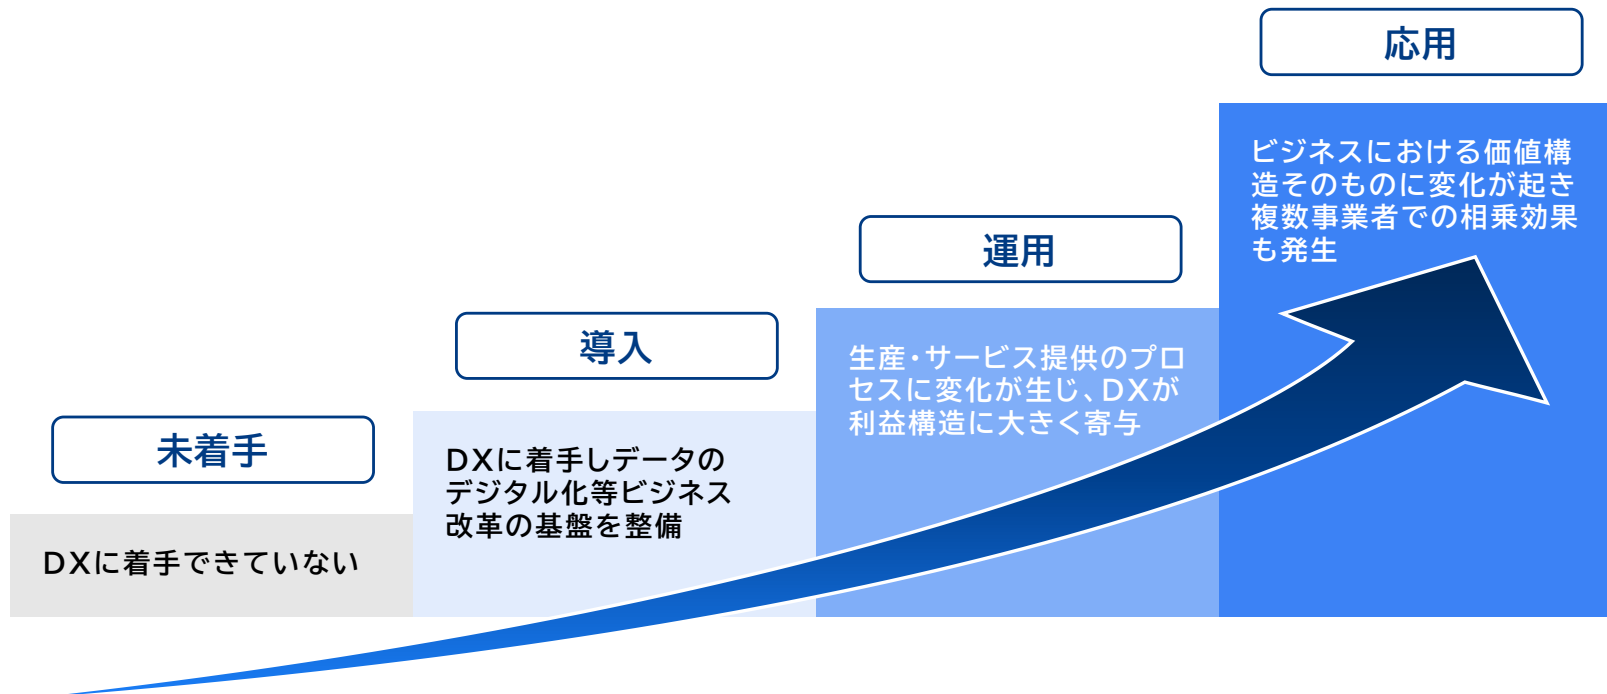 未着手
DXに着手できていない
導入
DXに着手しデータの
デジタル化等ビジネス
改革の基盤を整備
運用
生産・サービス提供のプロ
セスに変化が生じ、DXが
利益構造に大きく寄与
応用
ビジネスにおける価値構
造そのものに変化が起き
複数事業者での相乗効果
も発生